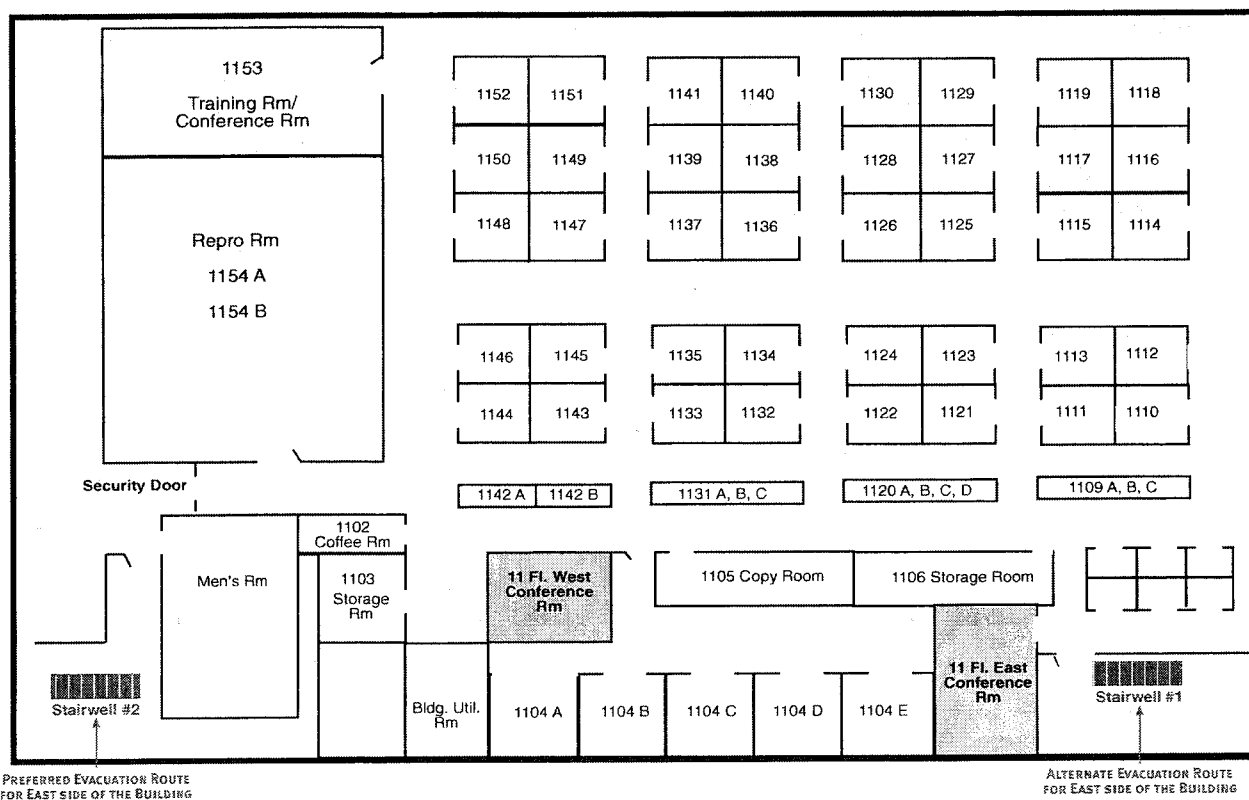 1153
Training Rm/
Conference Rm
Repro Rm
1154 A
1154 B
1152 1151
1150 1149
1148 1147
1141 1140
1139 1138
1137 1136
1130 1129
1128 1127
1126 1125
1119 1118
1117 1116
1115 1114
1146 1145
1144 1143
1135 1134
1133 1132
1124 1123
1122 1121
1113 1112
1111 1110
Security Door
1142 A 1142 B
1131 A, B, C
1120 A, B, C, D
1109 A, B, C
Men's Rm
1102
Coffee Rm
1103
Storage
Rm
11 Fl. West
Conference
Rm
1105 Copy Room
1106 Storage Room
Bldg. Util.
Rm
1104 A
1104 B
1104 C
1104 D
1104 E
11 Fl. East
Conference
Rm
Stairwell #2
Stairwell #1
PREFERRED EVACUATION ROUTE
FOR EAST SIDE OF THE BUILDING
ALTERNATE EVACUATION ROUTE
FOR EAST SIDE OF THE BUILDING